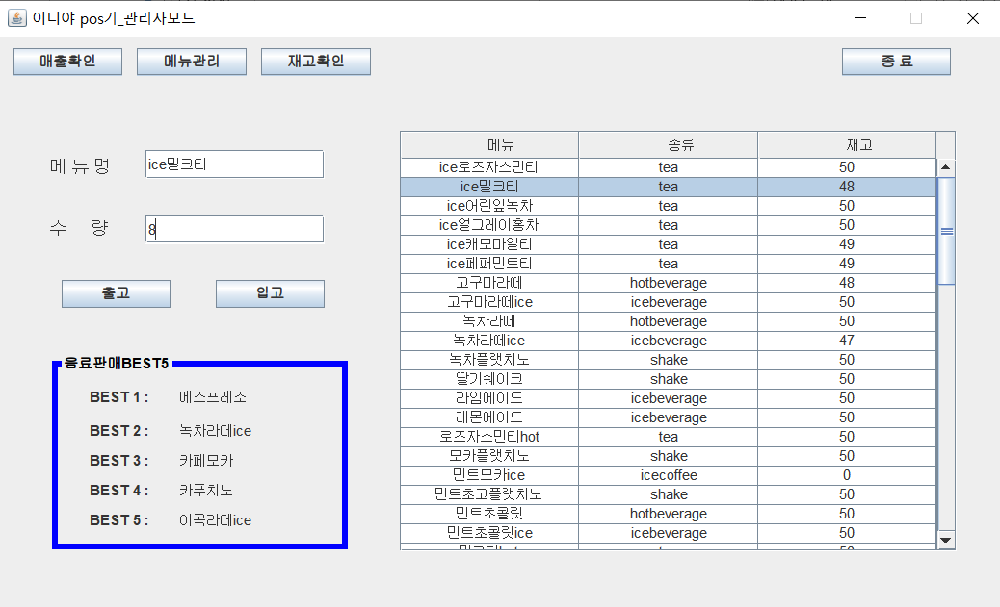 이디야 pos기_관리자모드
매출확인 메뉴관리 재고확인 종 료
메 뉴 명 ice밀크티
수 량 8
출고 입고
음료판매BEST5
BEST 1 : 에스프레소
BEST 2 : 녹차라떼ice
BEST 3 : 카페모카
BEST 4 : 카푸치노
BEST 5 : 이곡라떼ice
메뉴 종류 재고
ice로즈자스민티 tea 50
ice밀크티 tea 48
ice어린잎녹차 tea 50
ice얼그레이홍차 tea 50
ice캐모마일티 tea 49
ice페퍼민트티 tea 49
고구마라떼 hotbeverage 48
고구마라떼ice icebeverage 50
녹차라떼 hotbeverage 50
녹차라떼ice icebeverage 47
녹차플랫치노 shake 50
딸기쉐이크 shake 50
라임에이드 icebeverage 50
레몬에이드 icebeverage 50
로즈자스민티hot tea 50
모카플랫치노 shake 50
민트모카ice icecoffee 0
민트초코플랫치노 shake 50
민트초콜릿 hotbeverage 50
민트초콜릿ice icebeverage 50